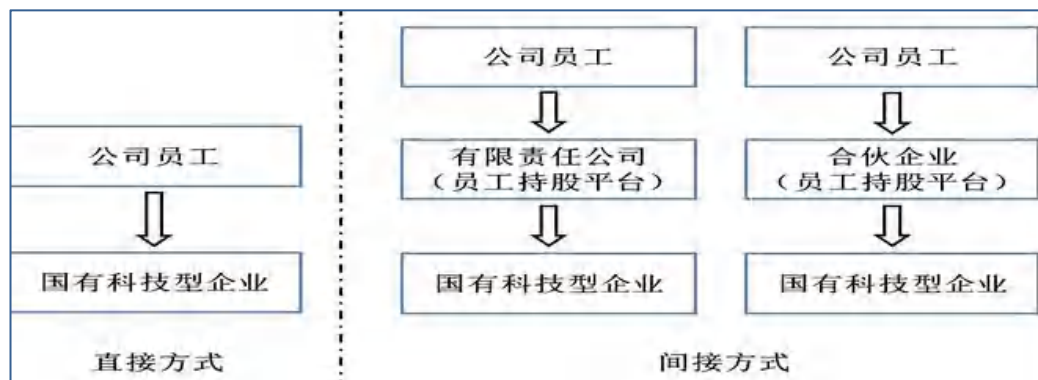 公司员工
国有科技型企业
直接方式
公司员工
有限责任公司
（员工持股平台）
国有科技型企业
公司员工
合伙企业
（员工持股平台）
国有科技型企业
间接方式